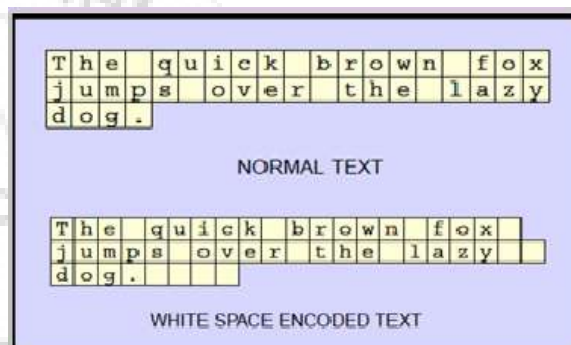 The quick brown fox
jumps over the lazy
dog.
NORMAL TEXT
The quick brown fox
jumps over the lazy
dog.
WHITE SPACE ENCODED TEXT